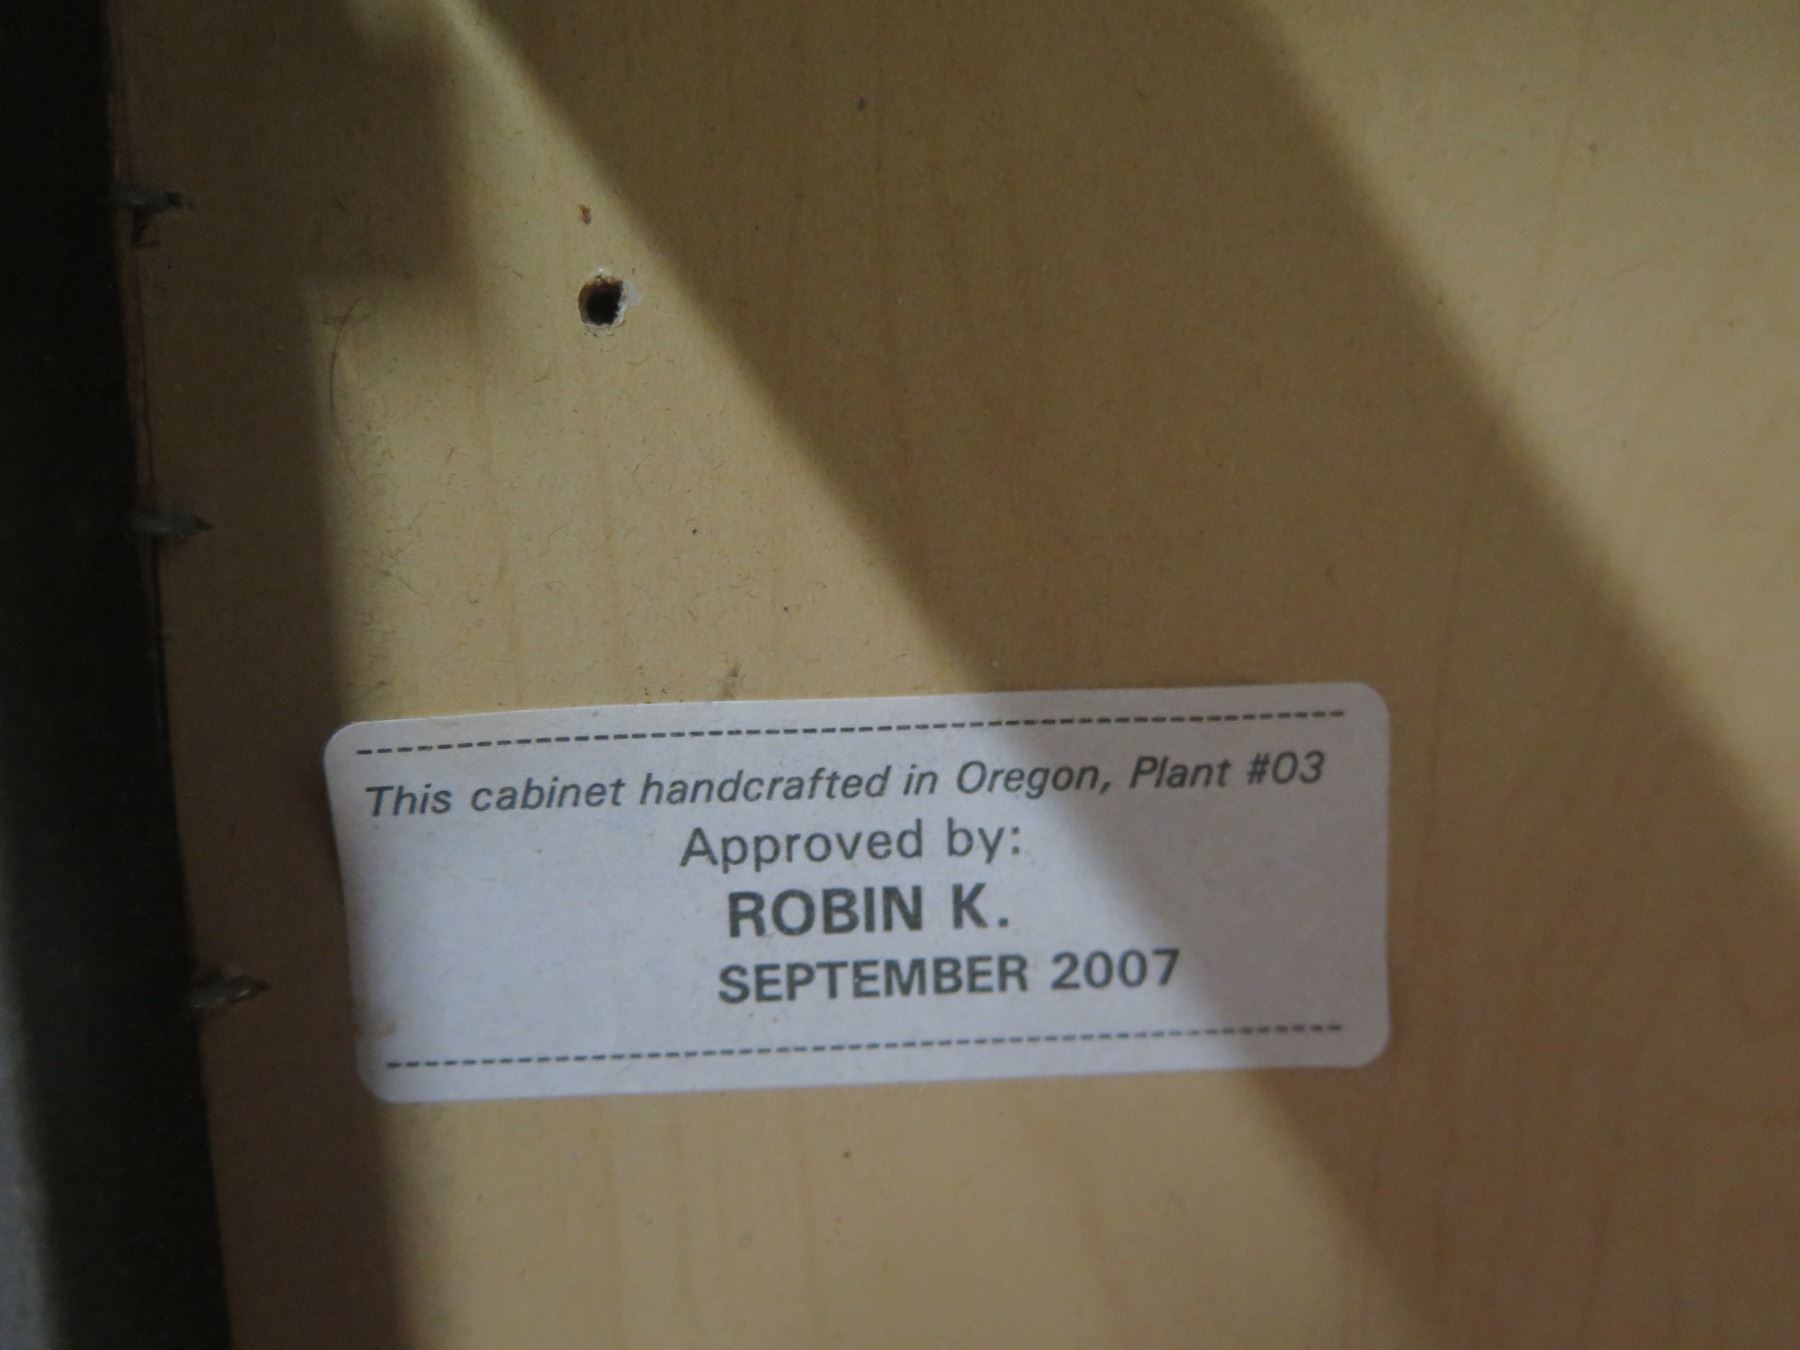 This cabinet handcrafted in Oregon, Plant #03
Approved by:
ROBIN K.
SEPTEMBER 2007